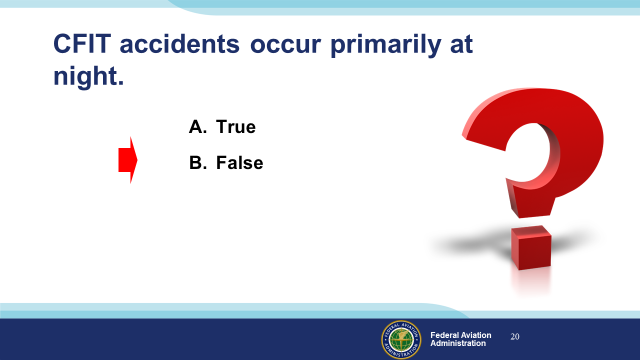 CFIT accidents occur primarily at
night.
A. True
B. False
Federal Aviation
Administration
20